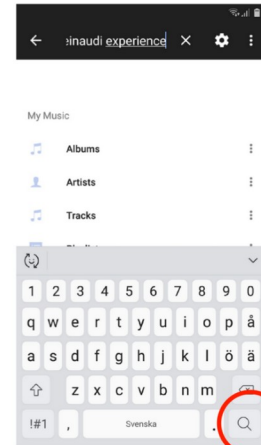 einaudi experience
My Music
Albums
Artists
Tracks
1 2 3 4 5 6 7 8 9 0
q w e r t y u i o p å
a s d f g h j k l ö ä
z x c v b n m
!#1 , Svenska .